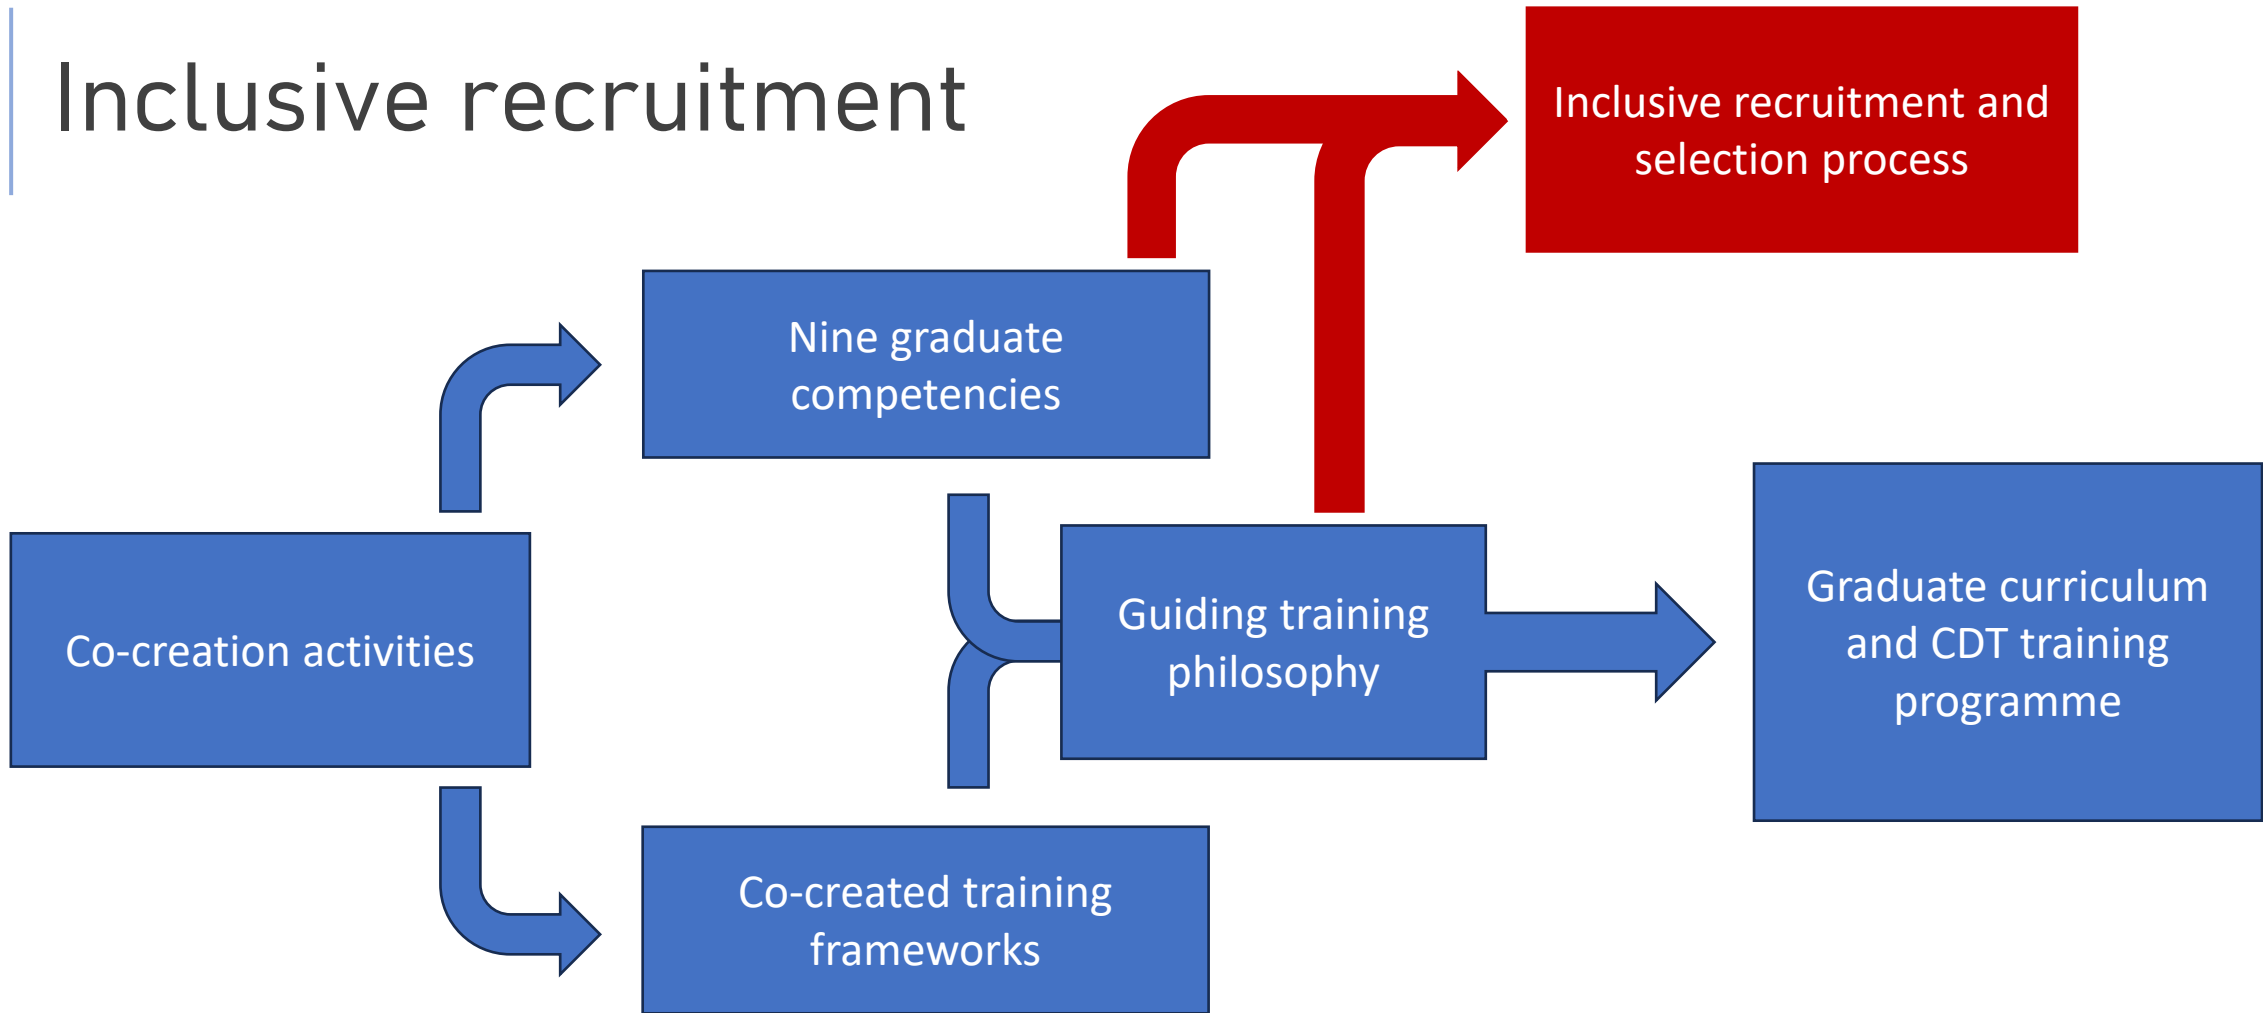 Inclusive recruitment
Inclusive recruitment and
selection process
Nine graduate
competencies
Co-creation activities
Guiding training
philosophy
Graduate curriculum
and CDT training
programme
Co-created training
frameworks